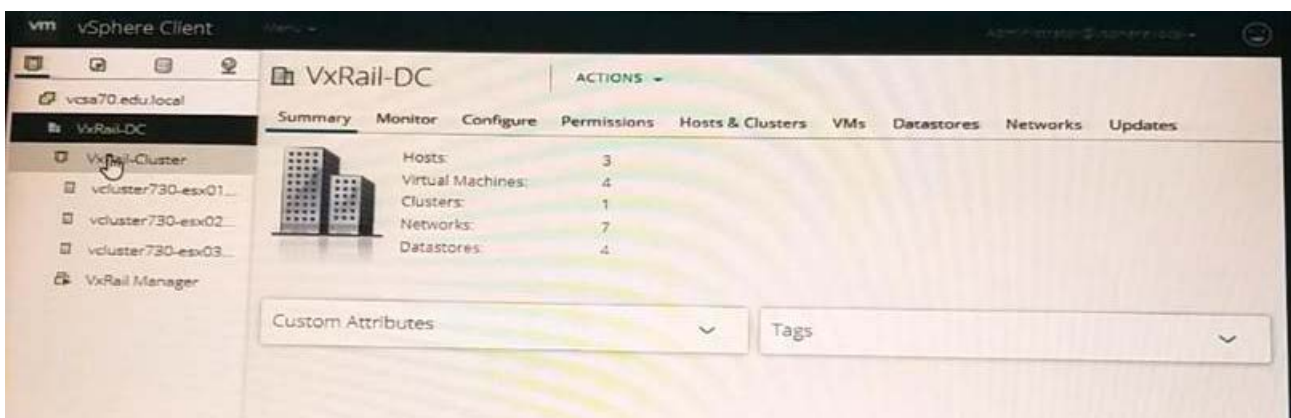 vm vSphere Client Menu
vcsa70.edu.local
VxRail-DC
VxRail-Cluster
vcluster730-esx01...
vcluster730-esx02...
vcluster730-esx03...
VxRail Manager
VxRail-DC ACTIONS
Summary Monitor Configure Permissions Hosts & Clusters VMs Datastores Networks Updates
Hosts: 3
Virtual Machines: 4
Clusters: 1
Networks: 7
Datastores: 4
Custom Attributes
Tags